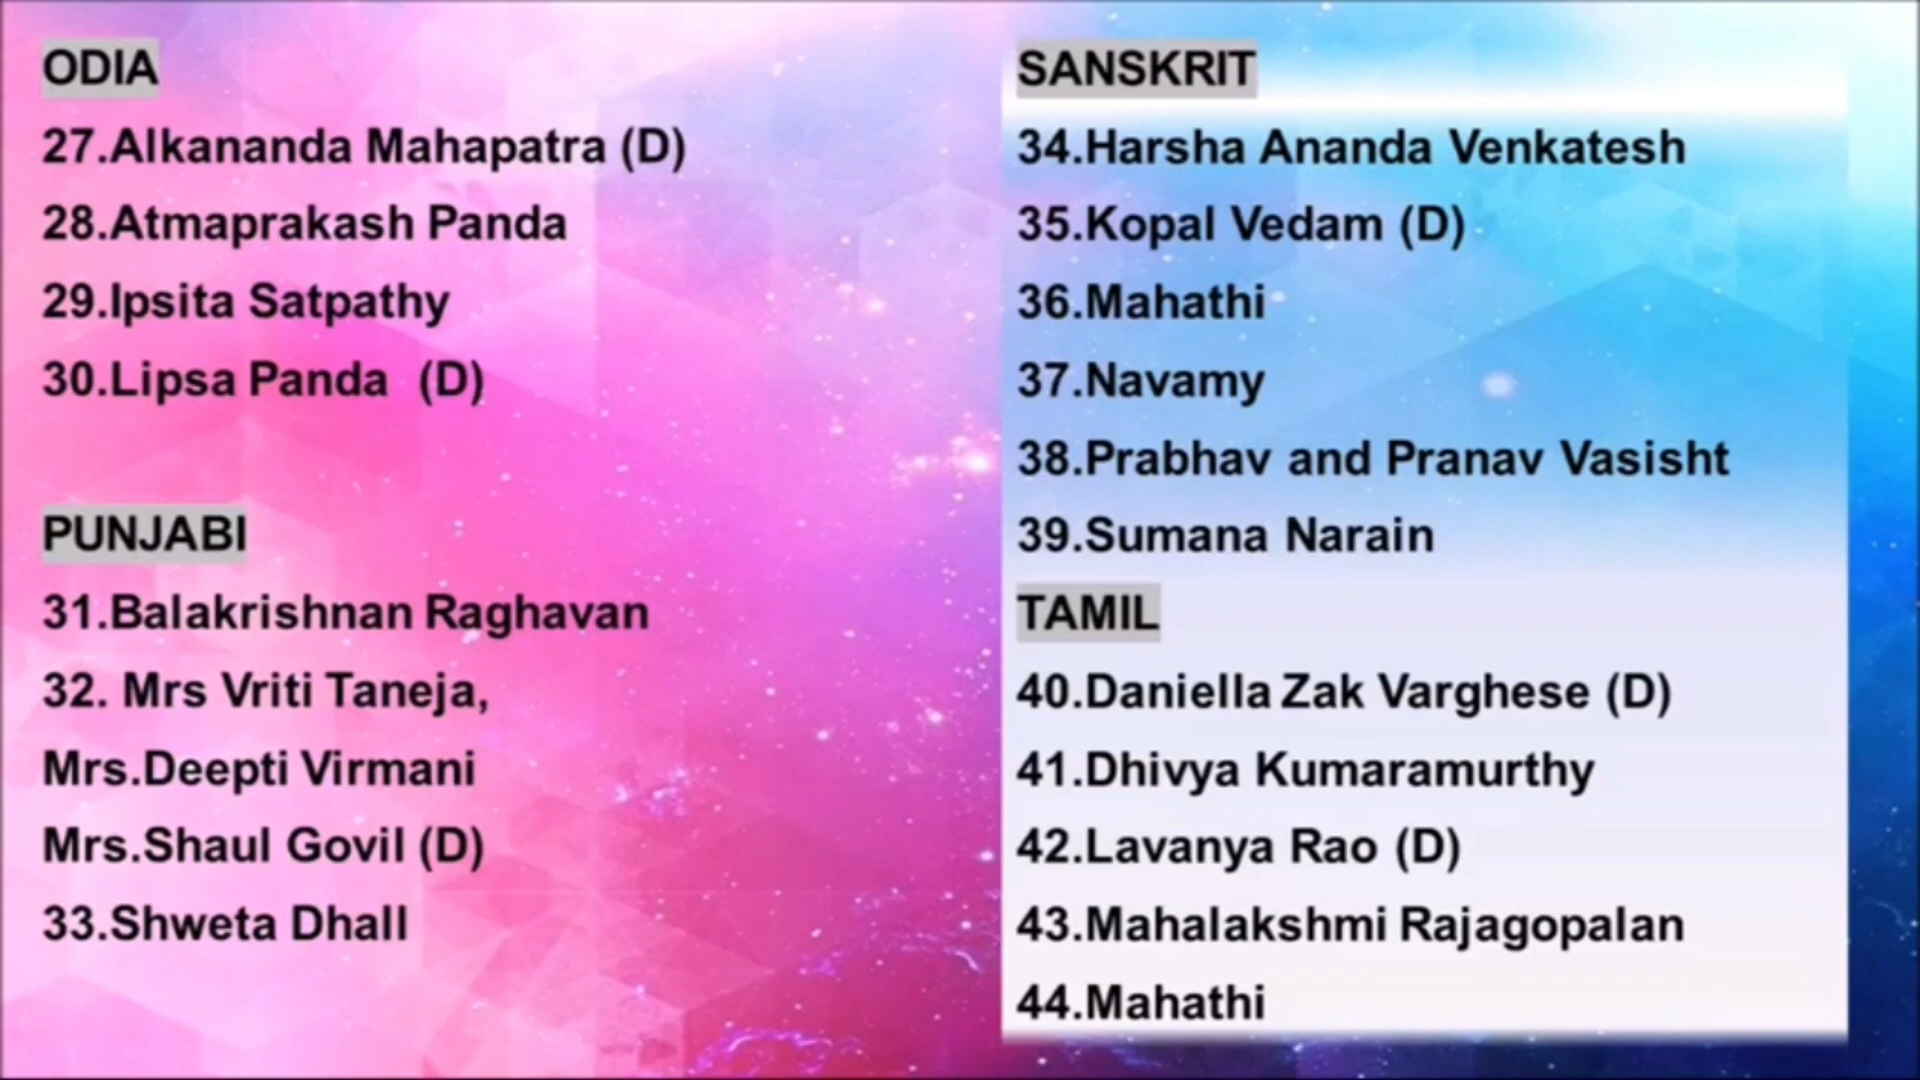 ODIA
27.Alkananda Mahapatra (D)
28.Atmaprakash Panda
29.Ipsita Satpathy
30.Lipsa Panda (D)
PUNJABI
31.Balakrishnan Raghavan
32. Mrs Vriti Taneja,
Mrs.Deepti Virmani
Mrs.Shaul Govil (D)
33.Shweta Dhall
SANSKRIT
34.Harsha Ananda Venkatesh
35.Kopal Vedam (D)
36.Mahathi
37.Navamy
38.Prabhav and Pranav Vasisht
39.Sumana Narain
TAMIL
40.Daniella Zak Varghese (D)
41.Dhivya Kumaramurthy
42.Lavanya Rao (D)
43.Mahalakshmi Rajagopalan
44.Mahathi